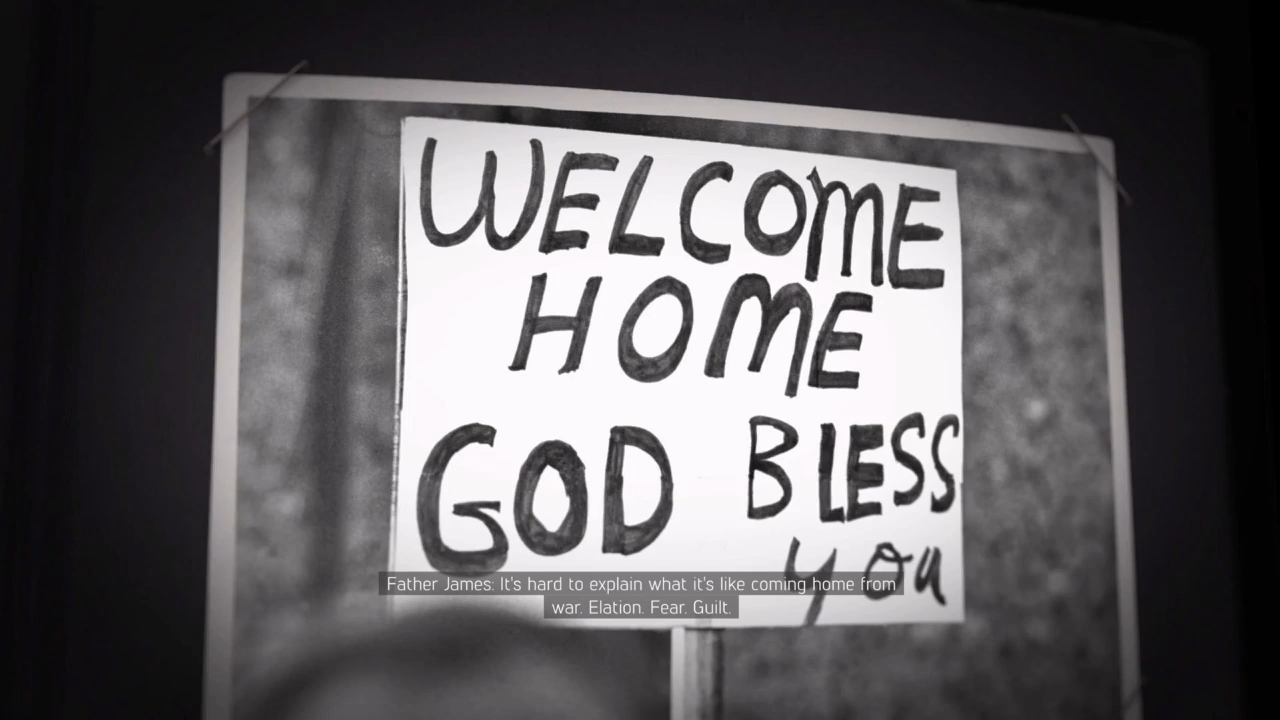 WELCOME
HOME
GOD BLESS
you
Father James: It's hard to explain what it's like coming home from
war. Elation. Fear. Guilt.